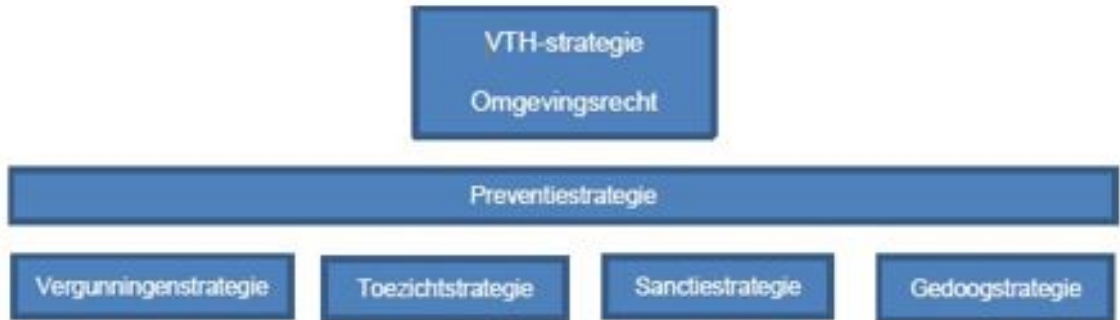 VTH-strategie
Omgevingsrecht
Preventiestrategie
Vergunningenstrategie
Toezichtstrategie
Sanctiestrategie
Gedoogstrategie